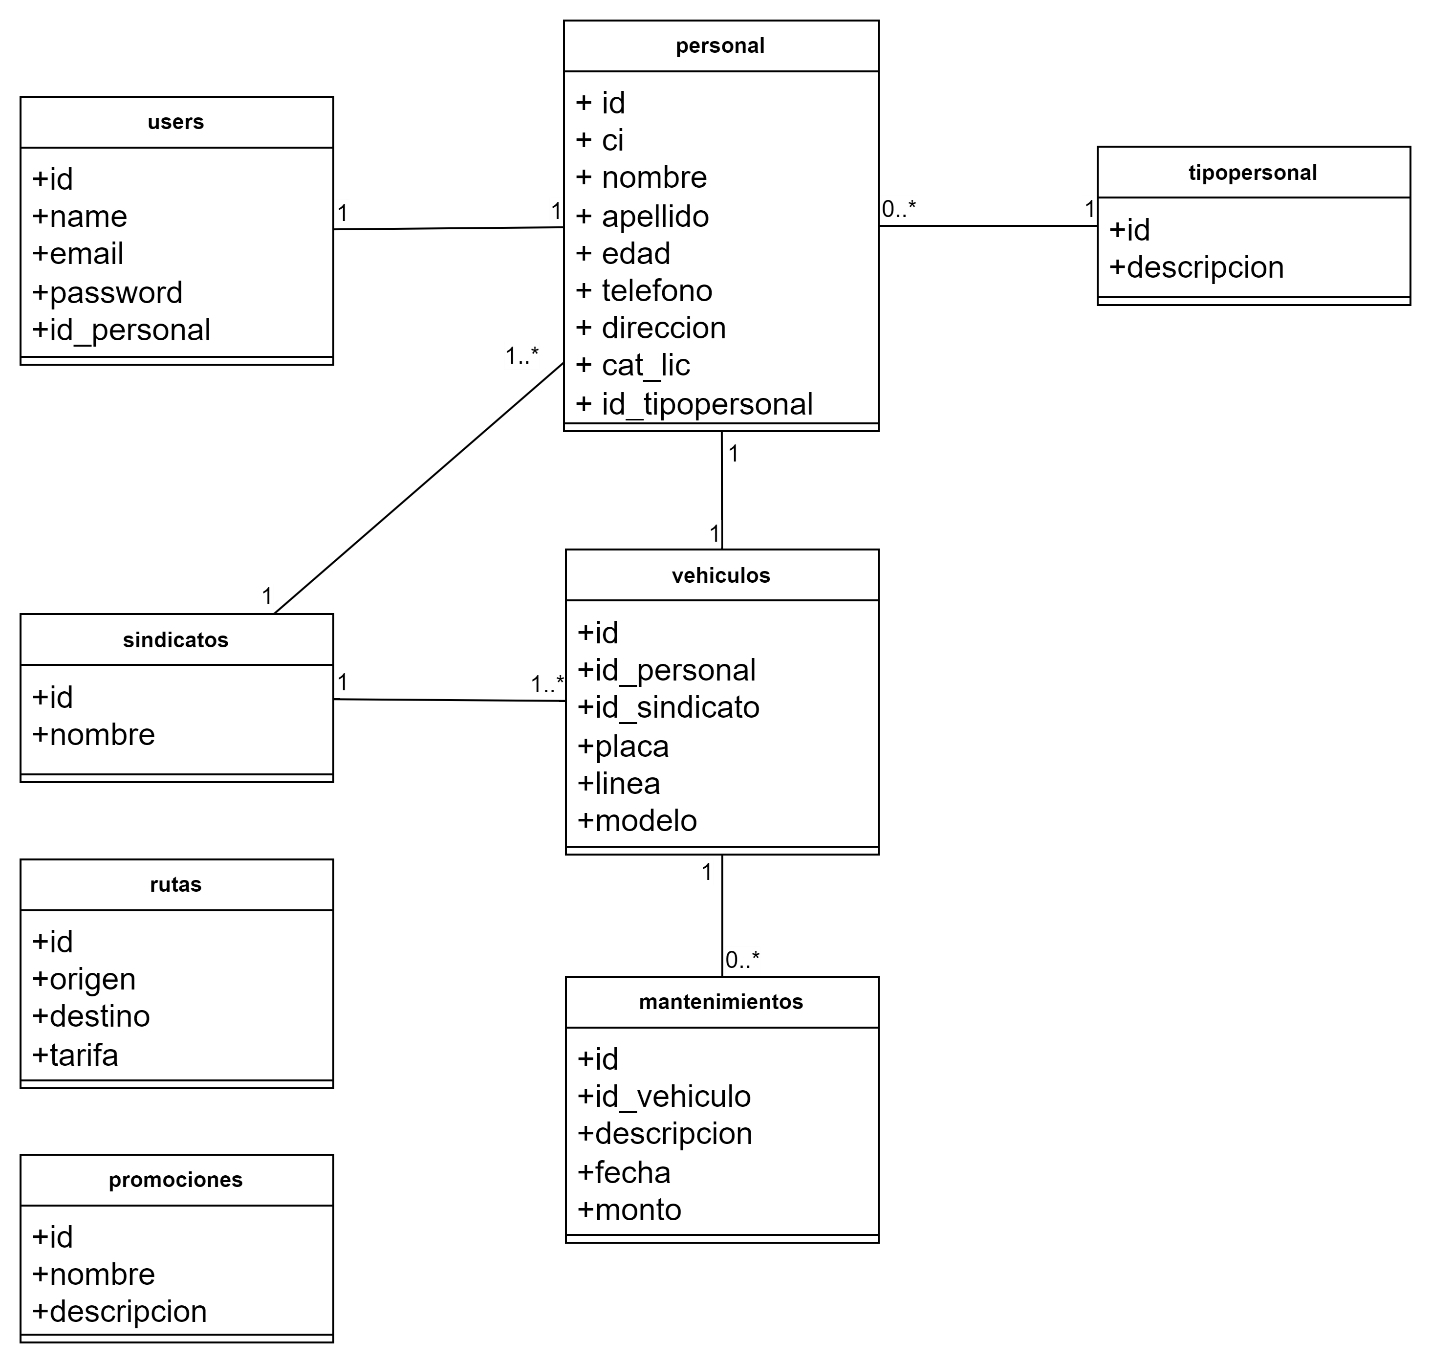 personal
+ id
+ ci
+ nombre
+ apellido
+ edad
+ telefono
+ direccion
+ cat_lic
+ id_tipopersonal
users
+id
+name
+email
+password
+id_personal
tipopersonal
+id
+descripcion
1
1
0..*
1
1..*
1
1
1
sindicatos
+id
+nombre
1
1..*
vehiculos
+id
+id_personal
+id_sindicato
+placa
+linea
+modelo
1
0..*
rutas
+id
+origen
+destino
+tarifa
mantenimientos
+id
+id_vehiculo
+descripcion
+fecha
+monto
promociones
+id
+nombre
+descripcion